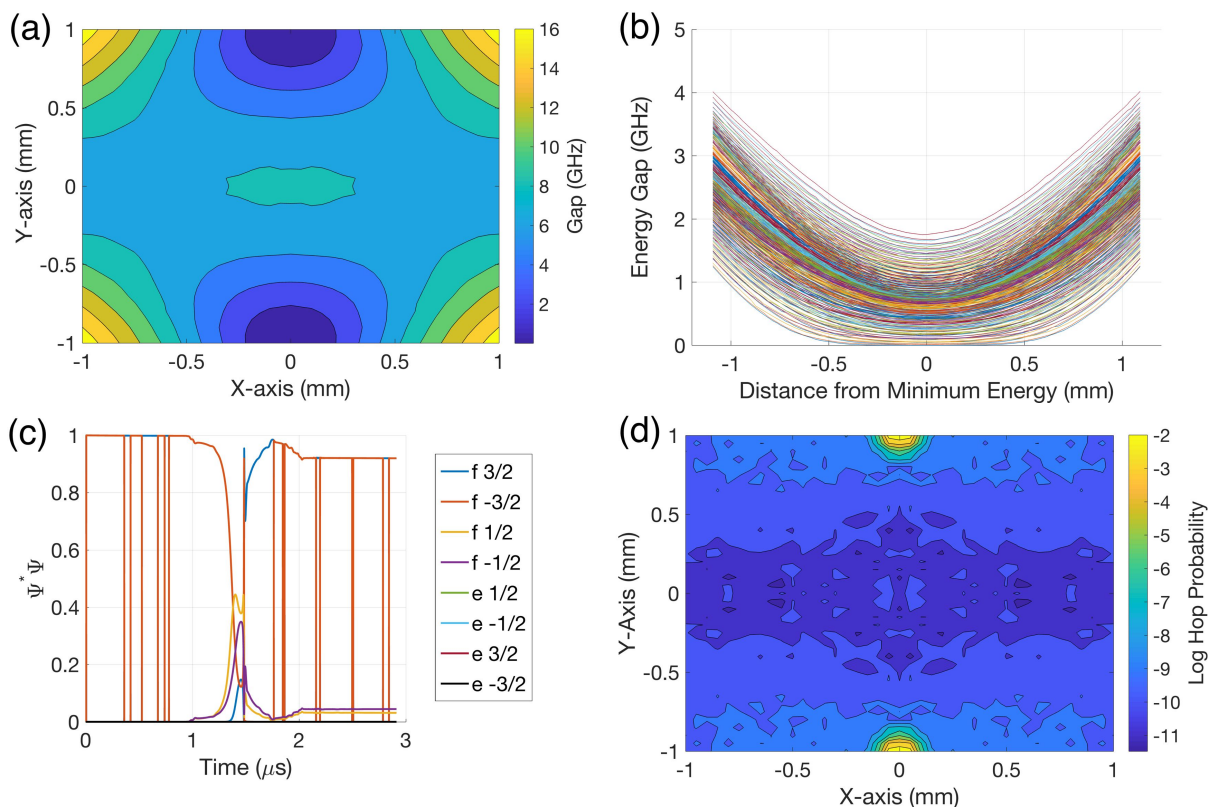 (a)
1
0.5
0
-0.5
-1
Y-axis (mm)
-1
-0.5
0
0.5
1
X-axis (mm)
16
14
12
10
8
6
4
2
Gap (GHz)
(b)
5
4
3
2
1
0
Energy Gap (GHz)
-1
-0.5
0
0.5
1
Distance from Minimum Energy (mm)
(c)
1
0.8
0.6
0.4
0.2
0
Ψ*Ψ
0
1
2
3
Time (μs)
f 3/2
f -3/2
f 1/2
f -1/2
e 1/2
e -1/2
e 3/2
e -3/2
(d)
1
0.5
0
-0.5
-1
Y-Axis (mm)
-1
-0.5
0
0.5
1
X-axis (mm)
-2
-3
-4
-5
-6
-7
-8
-9
-10
-11
Log Hop Probability